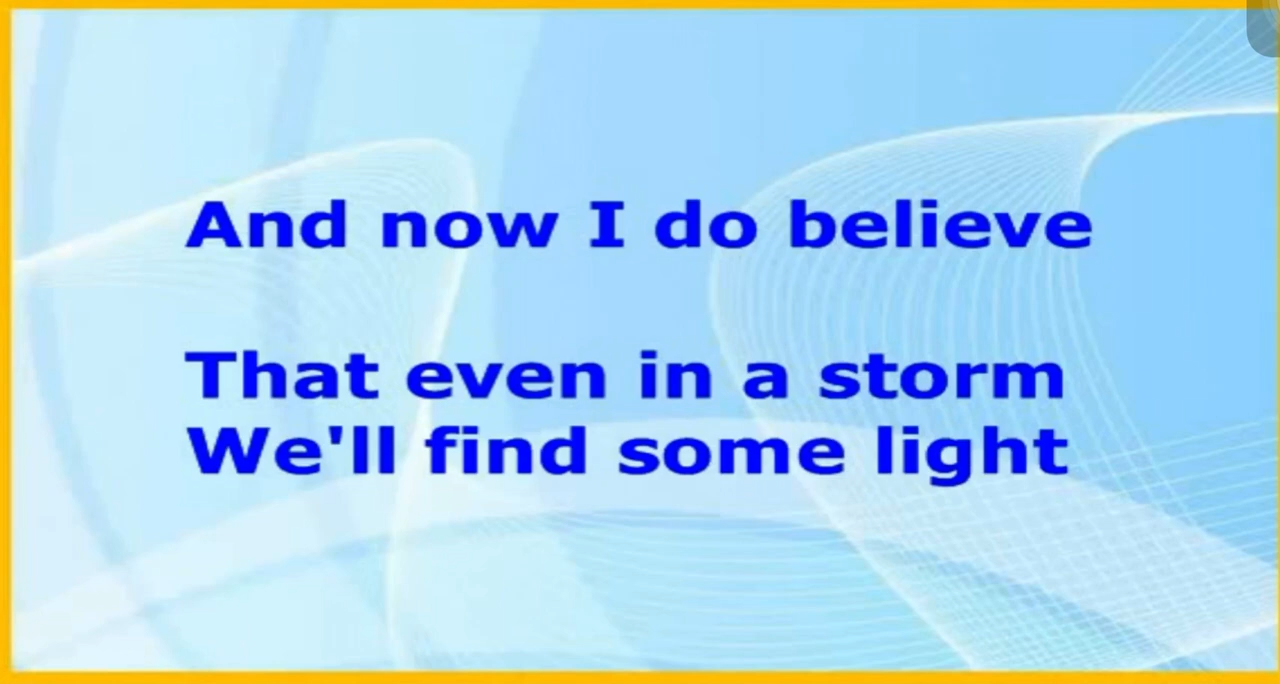 And now I do believe
That even in a storm
We'll find some light